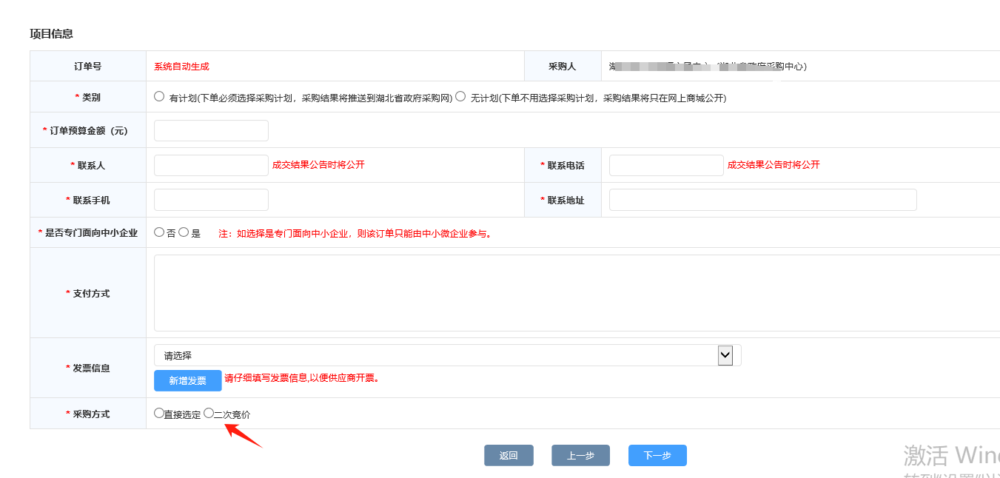 项目信息
订单号 系统自动生成 采购人 湖 采购中心）
* 类别 有计划(下单必须选择采购计划，采购结果将推送到湖北省政府采购网) 无计划(下单不用选择采购计划，采购结果将只在网上商城公开)
* 订单预算金额（元）
* 联系人 成交结果公告时将公开 * 联系电话 成交结果公告时将公开
* 联系手机 * 联系地址
* 是否专门面向中小企业 否 是 注：如选择是专门面向中小企业，则该订单只能由中小微企业参与。
* 支付方式
* 发票信息 请选择
新增发票 请仔细填写发票信息,以便供应商开票。
* 采购方式 直接选定 二次竞价
返回 上一步 下一步
激活 Win